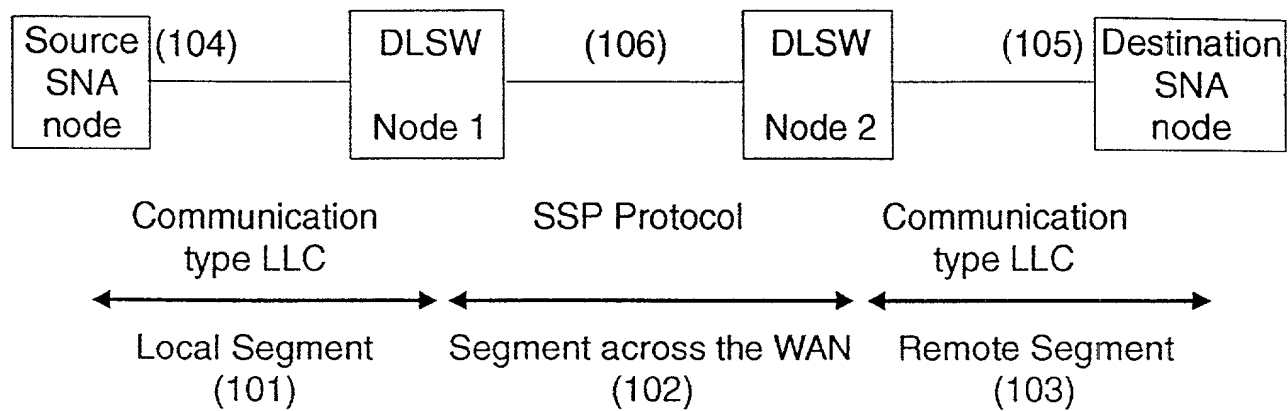 Source
SNA
node
(104)
DLSW
Node 1
(106)
DLSW
Node 2
(105)
Destination
SNA
node
Communication
type LLC
SSP Protocol
Communication
type LLC
Local Segment
(101)
Segment across the WAN
(102)
Remote Segment
(103)